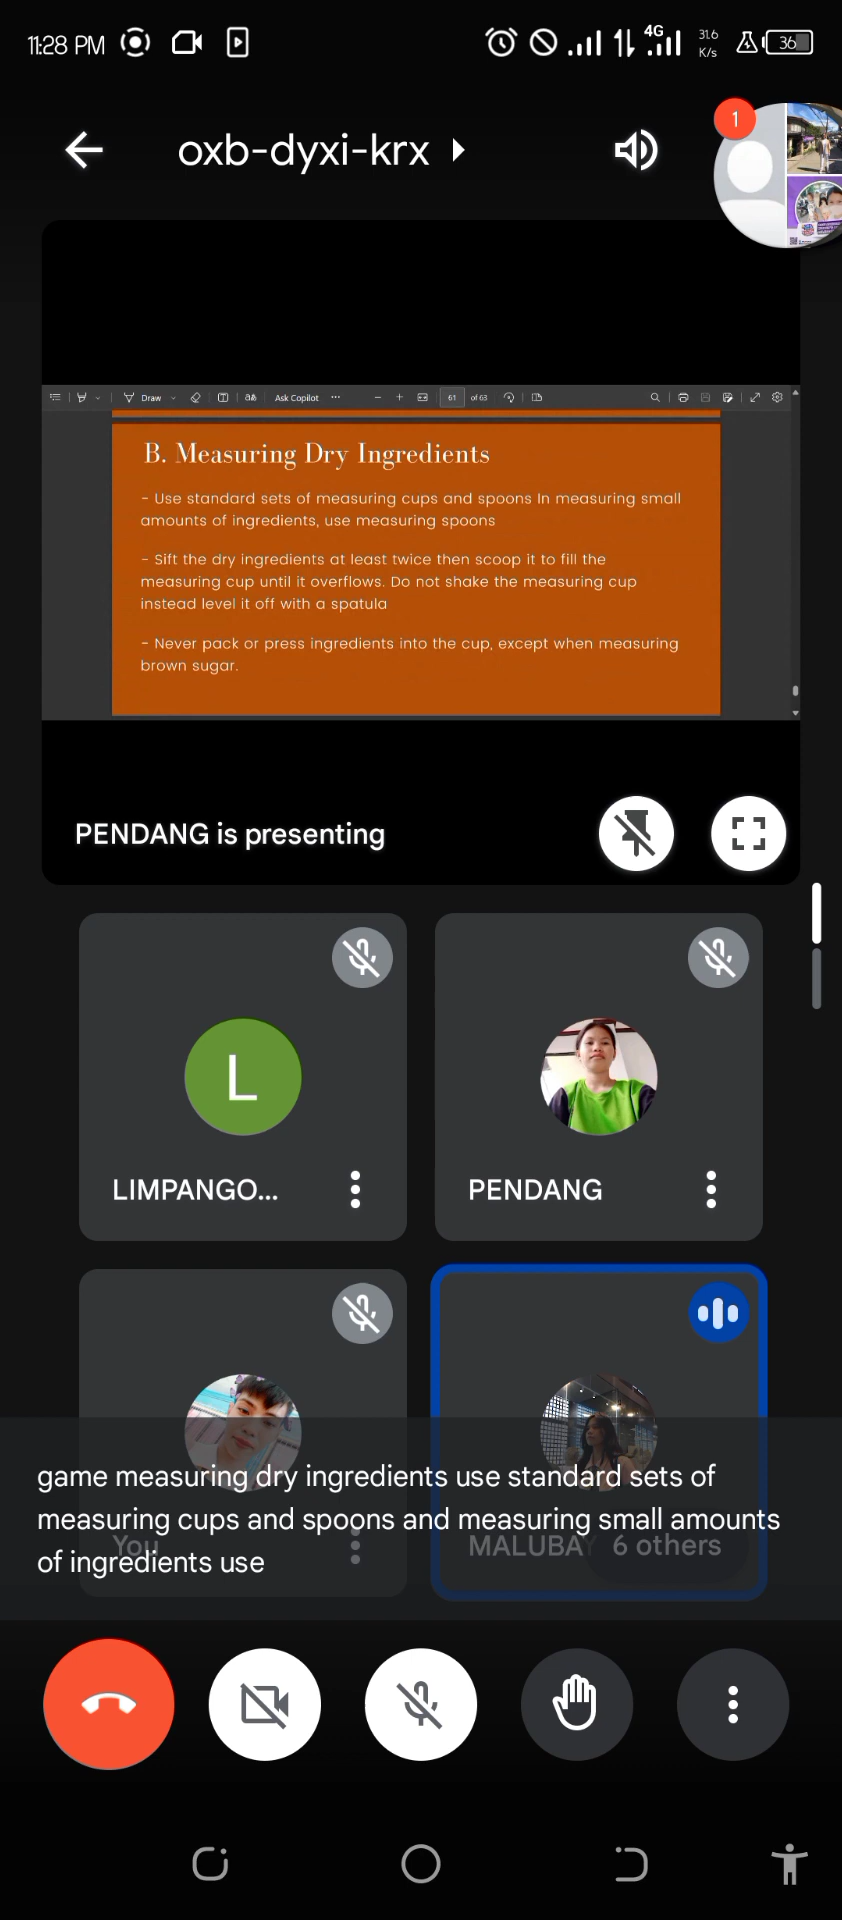 11:28 PM
4G
31.6
K/s
36
oxb-dyxi-krx
1
Draw
aあ
Ask Copilot
61
of 63
B. Measuring Dry Ingredients
- Use standard sets of measuring cups and spoons In measuring small
amounts of ingredients, use measuring spoons
- Sift the dry ingredients at least twice then scoop it to fill the
measuring cup until it overflows. Do not shake the measuring cup
instead level it off with a spatula
- Never pack or press ingredients into the cup, except when measuring
brown sugar.
PENDANG is presenting
L
LIMPANGO...
PENDANG
game measuring dry ingredients use standard sets of
measuring cups and spoons and measuring small amounts
of ingredients use
You
MALUBAY
6 others